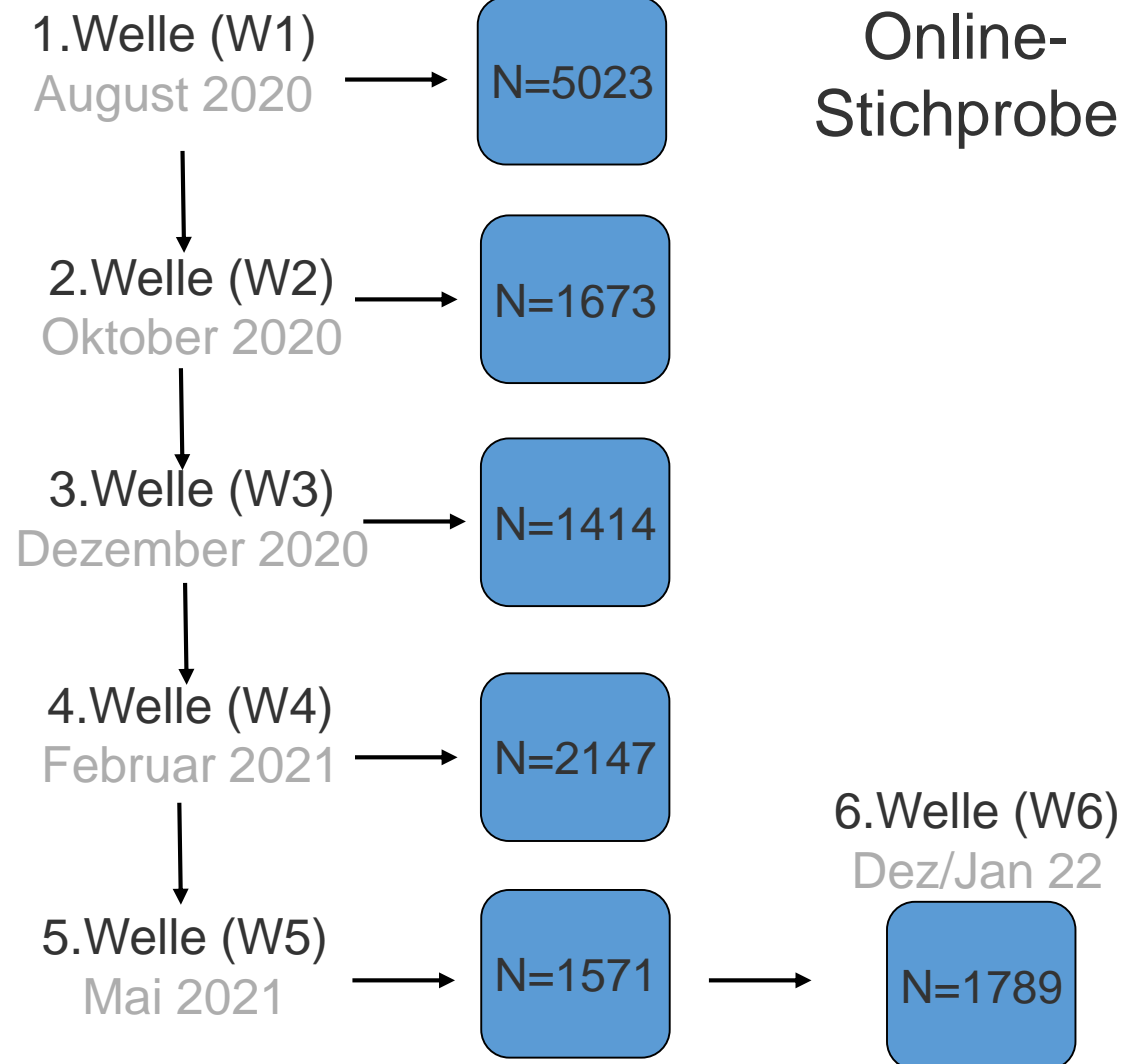 1.Welle (W1)
August 2020
N=5023
Online-
Stichprobe
2.Welle (W2)
Oktober 2020
N=1673
3.Welle (W3)
Dezember 2020
N=1414
4.Welle (W4)
Februar 2021
N=2147
5.Welle (W5)
Mai 2021
N=1571
6.Welle (W6)
Dez/Jan 22
N=1789